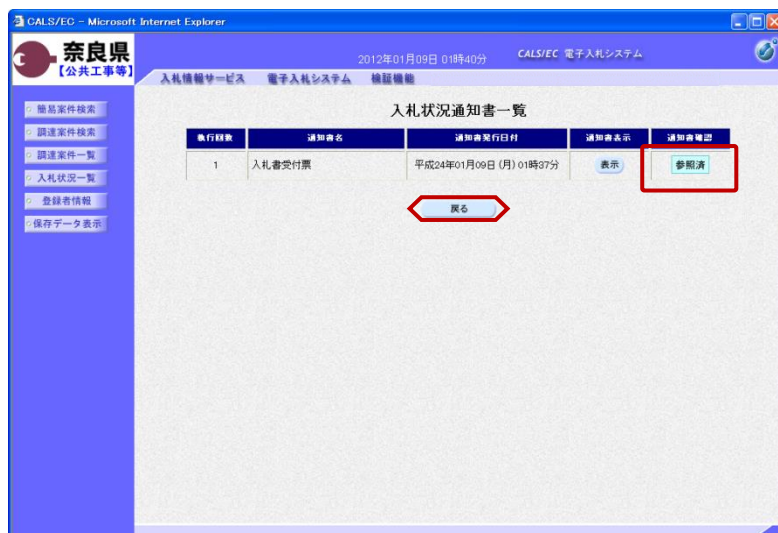 CALS/EC - Microsoft Internet Explorer
奈良県
【公共工事等】
2012年01月09日 01時40分
CALS/EC 電子入札システム
入札情報サービス 電子入札システム 検証機能
簡易案件検索
調達案件検索
調達案件一覧
入札状況一覧
登録者情報
保存データ表示
入札状況通知書一覧
執行回数 通知書名 通知書発行日付 通知書表示 通知書確認
1 入札書受付票 平成24年01月09日 (月) 01時37分 表示 参照済
戻る